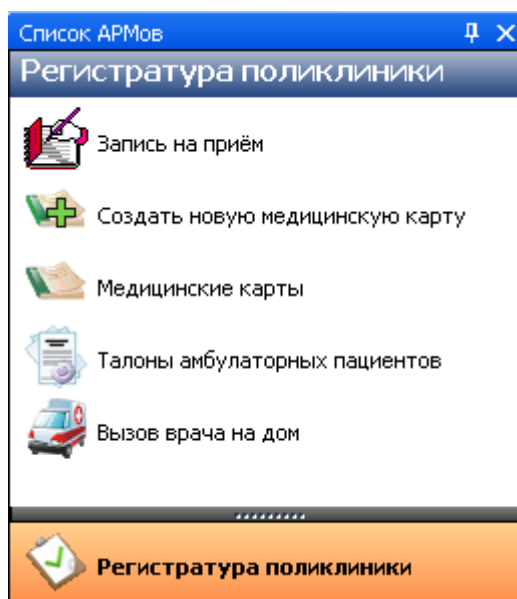 Список АРМов
Регистратура поликлиники
Запись на приём
Создать новую медицинскую карту
Медицинские карты
Талоны амбулаторных пациентов
Вызов врача на дом
Регистратура поликлиники